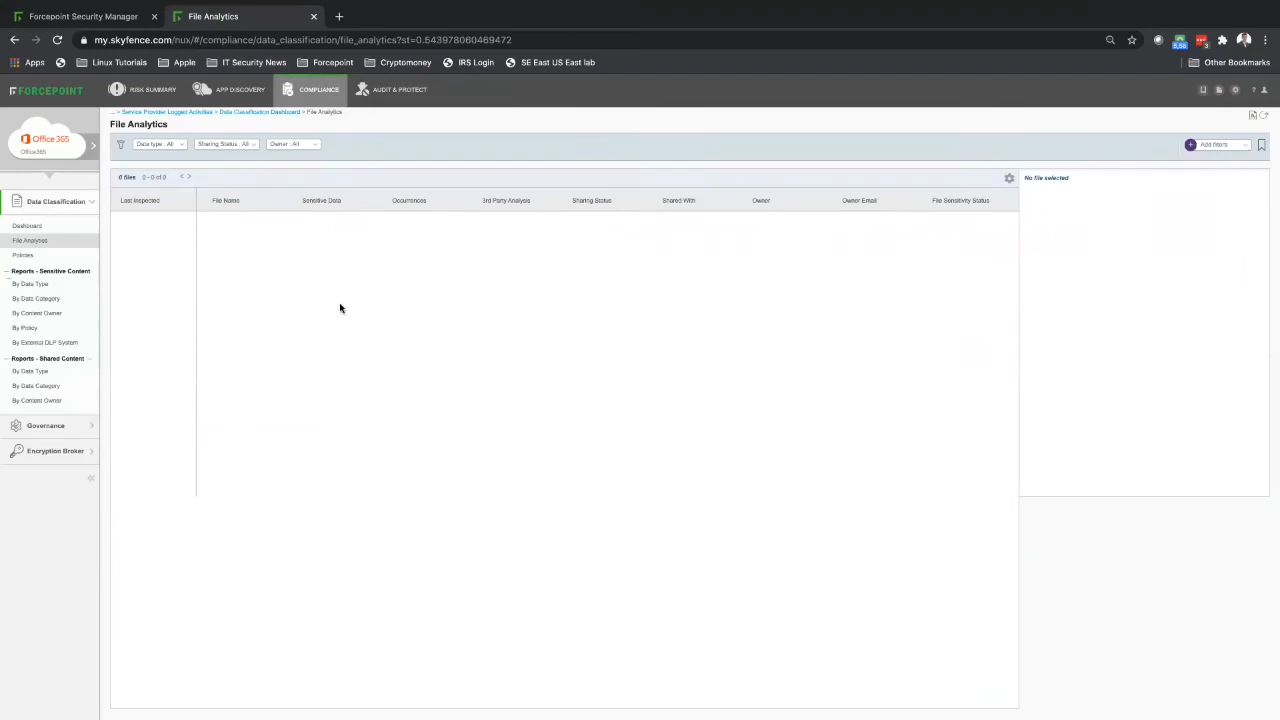 Forcepoint Security Manager
File Analytics
my.skyfence.com/nux/#/compliance/data_classification/file_analytics?st=0.543978060469472
Apps
Linux Tutorials
Apple
IT Security News
Forcepoint
Cryptomoney
IRS Login
SE East US East lab
Other Bookmarks
FORCEPOINT
RISK SUMMARY
APP DISCOVERY
COMPLIANCE
AUDIT & PROTECT
... > Service Provider Logged Activities > Data Classification Dashboard > File Analytics
File Analytics
Office 365
Office365
Data type : All
Sharing Status : All
Owner : All
Add filters
0 files 0 - 0 of 0
No file selected
Last Inspected
File Name
Sensitive Data
Occurrences
3rd Party Analysis
Sharing Status
Shared With
Owner
Owner Email
File Sensitivity Status
Data Classification
Dashboard
File Analytics
Policies
Reports - Sensitive Content
By Data Type
By Data Category
By Content Owner
By Policy
By External DLP System
Reports - Shared Content
By Data Type
By Data Category
By Content Owner
Governance
Encryption Broker